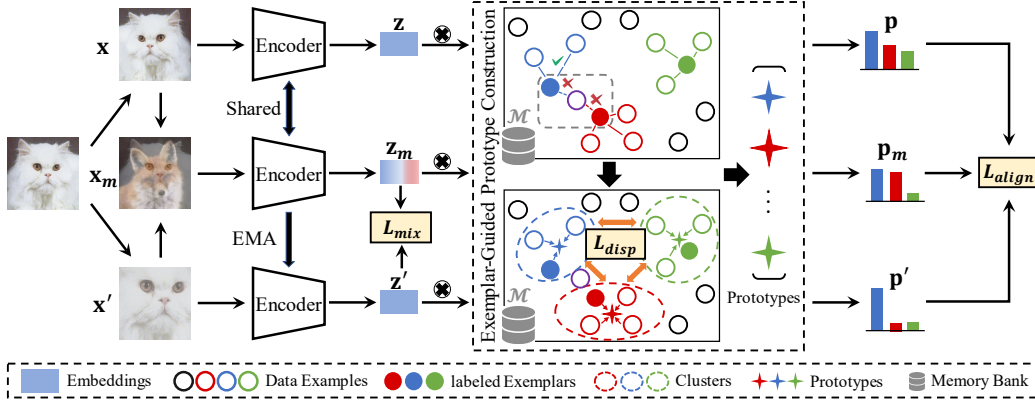 x
Encoder
z
Shared
x_m
Encoder
z_m
L_mix
EMA
x′
Encoder
z′
Exemplar-Guided Prototype Construction
M
L_disp
M
Prototypes
p
p_m
L_align
p′
Embeddings
Data Examples
labeled Exemplars
Clusters
Prototypes
Memory Bank